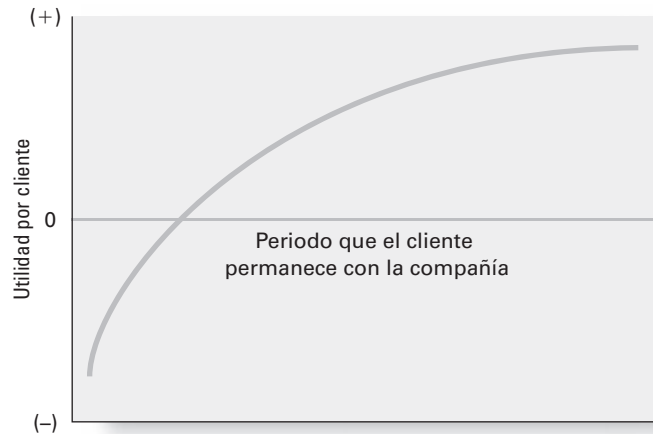 (+)
Utilidad por cliente
0
Periodo que el cliente
permanece con la compañía
(–)